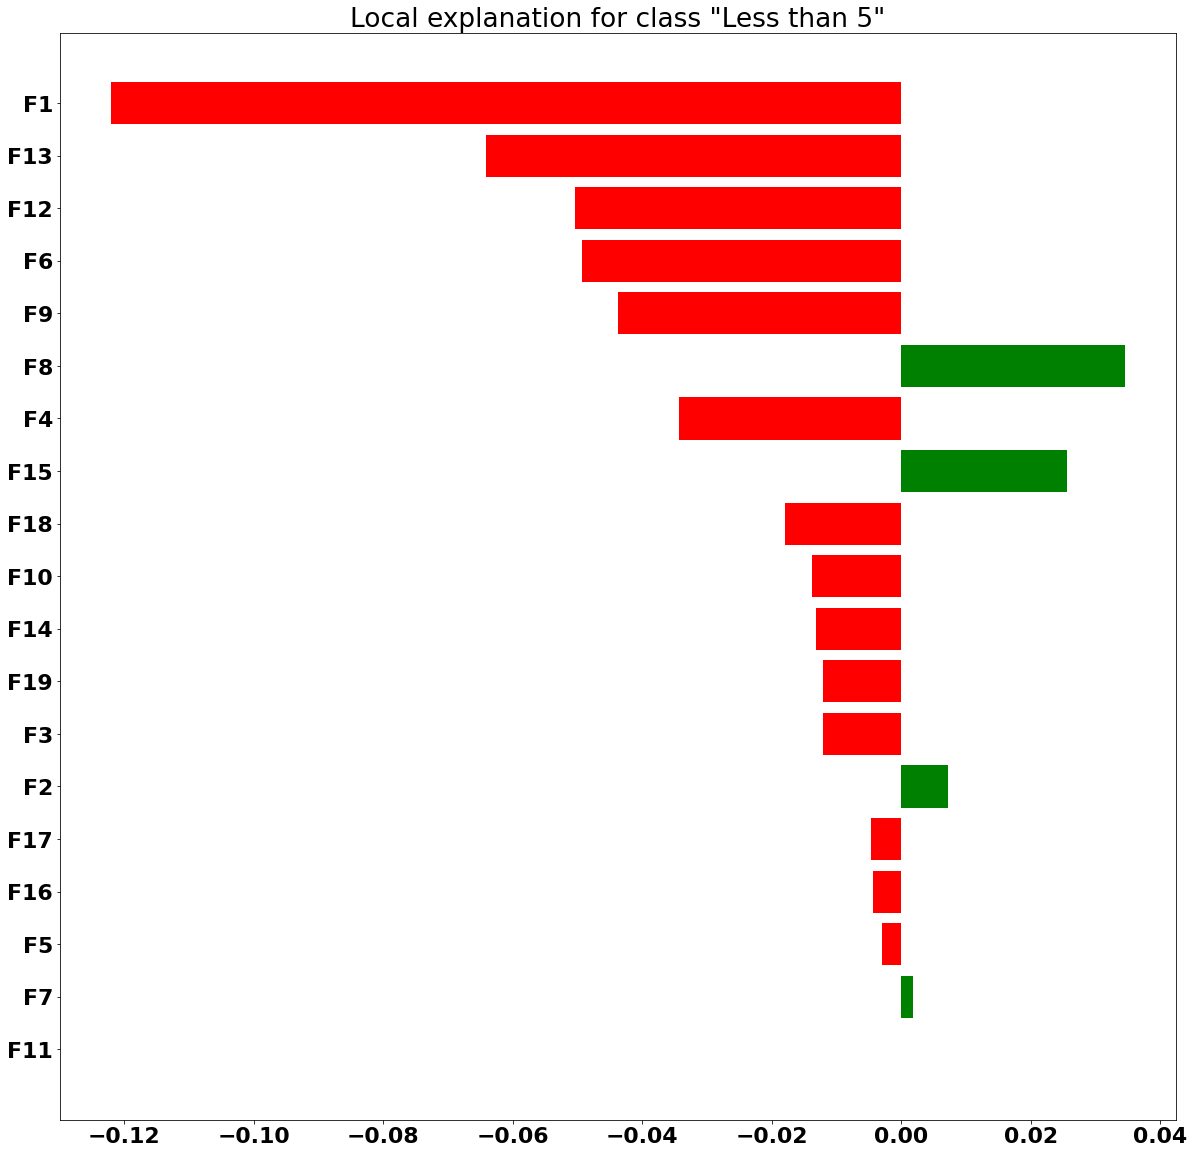 Local explanation for class "Less than 5"
F1
F13
F12
F6
F9
F8
F4
F15
F18
F10
F14
F19
F3
F2
F17
F16
F5
F7
F11
−0.12 −0.10 −0.08 −0.06 −0.04 −0.02 0.00 0.02 0.04